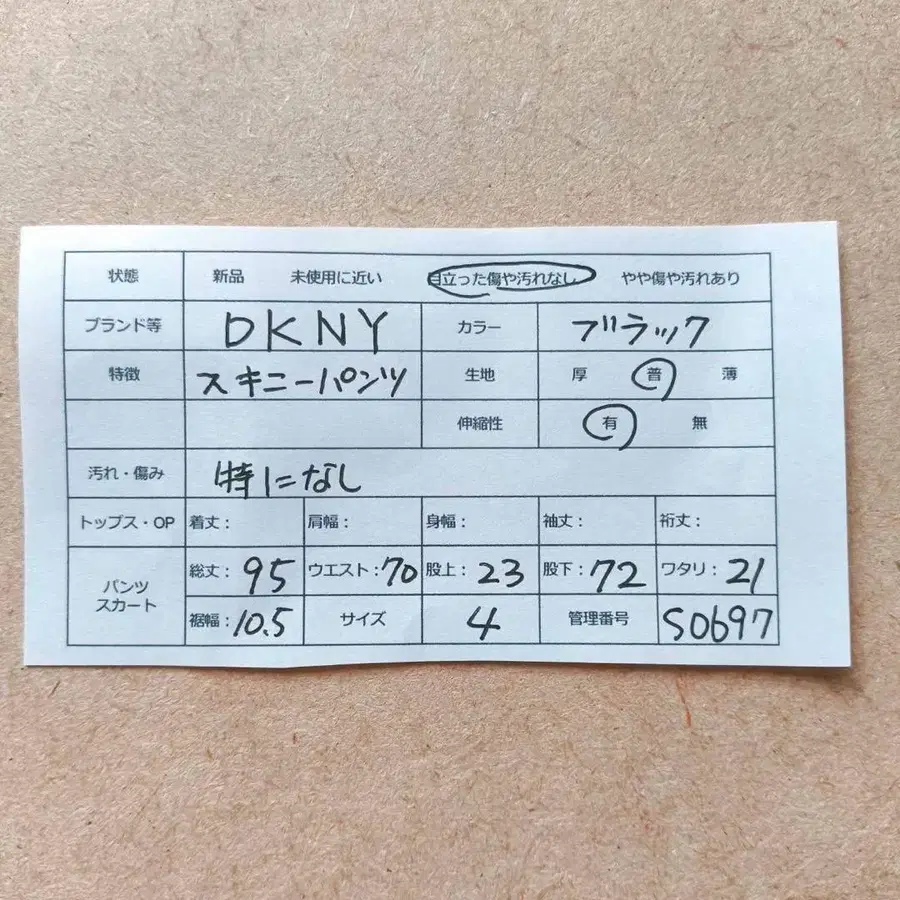 状態 新品 未使用に近い 目立った傷や汚れなし やや傷や汚れあり
ブランド等 DKNY カラー ブラック
特徴 スキニーパンツ 生地 厚 普 薄
伸縮性 有 無
汚れ・傷み 特になし
トップス・OP 着丈: 肩幅: 身幅: 袖丈: 裄丈:
パンツ
スカート
総丈: 95 ウエスト: 70 股上: 23 股下: 72 ワタリ: 21
裾幅: 10.5 サイズ 4 管理番号 S0697